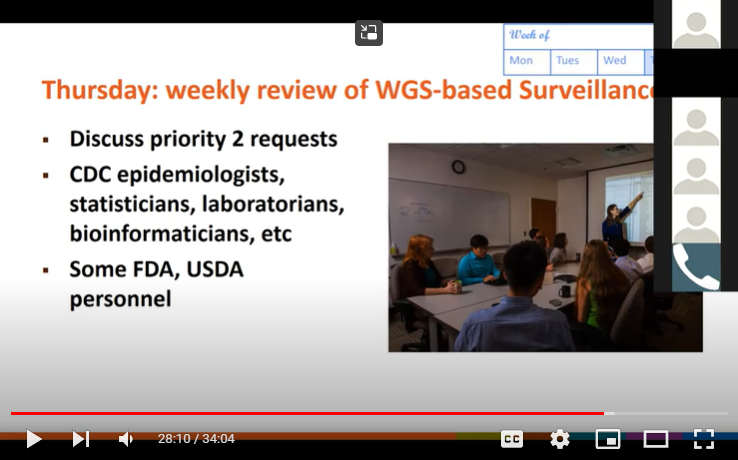 Week of
Mon Tues Wed
Thursday: weekly review of WGS-based Surveillance
Discuss priority 2 requests
CDC epidemiologists,
statisticians, laboratorians,
bioinformaticians, etc
Some FDA, USDA
personnel
28:10 / 34:04
CC